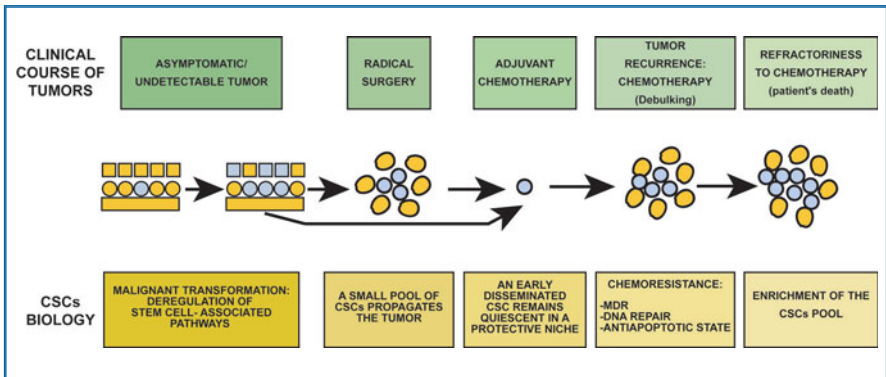 CLINICAL
COURSE OF
TUMORS
ASYMPTOMATIC/
UNDETECTABLE TUMOR
RADICAL
SURGERY
ADJUVANT
CHEMOTHERAPY
TUMOR
RECURRENCE:
CHEMOTHERAPY
(Debulking)
REFRACTORINESS
TO CHEMOTHERAPY
(patient's death)
CSCs
BIOLOGY
MALIGNANT TRANSFORMATION:
DEREGULATION OF
STEM CELL- ASSOCIATED
PATHWAYS
A SMALL POOL OF
CSCs PROPAGATES
THE TUMOR
AN EARLY
DISSEMINATED
CSC REMAINS
QUIESCENT IN A
PROTECTIVE NICHE
CHEMORESISTANCE:
-MDR
-DNA REPAIR
-ANTIAPOPTOTIC STATE
ENRICHMENT OF THE
CSCs POOL